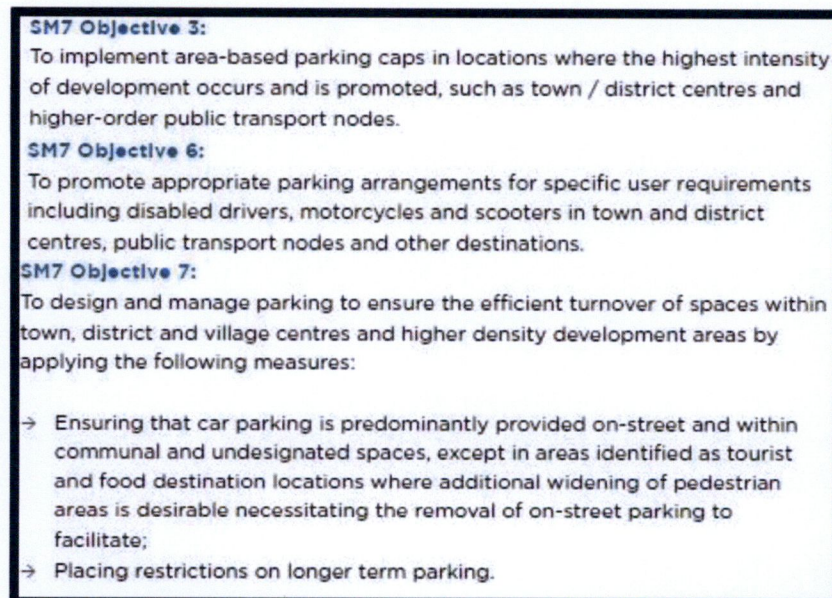 SM7 Objective 3:
To implement area-based parking caps in locations where the highest intensity
of development occurs and is promoted, such as town / district centres and
higher-order public transport nodes.
SM7 Objective 6:
To promote appropriate parking arrangements for specific user requirements
including disabled drivers, motorcycles and scooters in town and district
centres, public transport nodes and other destinations.
SM7 Objective 7:
To design and manage parking to ensure the efficient turnover of spaces within
town, district and village centres and higher density development areas by
applying the following measures:
→ Ensuring that car parking is predominantly provided on-street and within
communal and undesignated spaces, except in areas identified as tourist
and food destination locations where additional widening of pedestrian
areas is desirable necessitating the removal of on-street parking to
facilitate;
→ Placing restrictions on longer term parking.